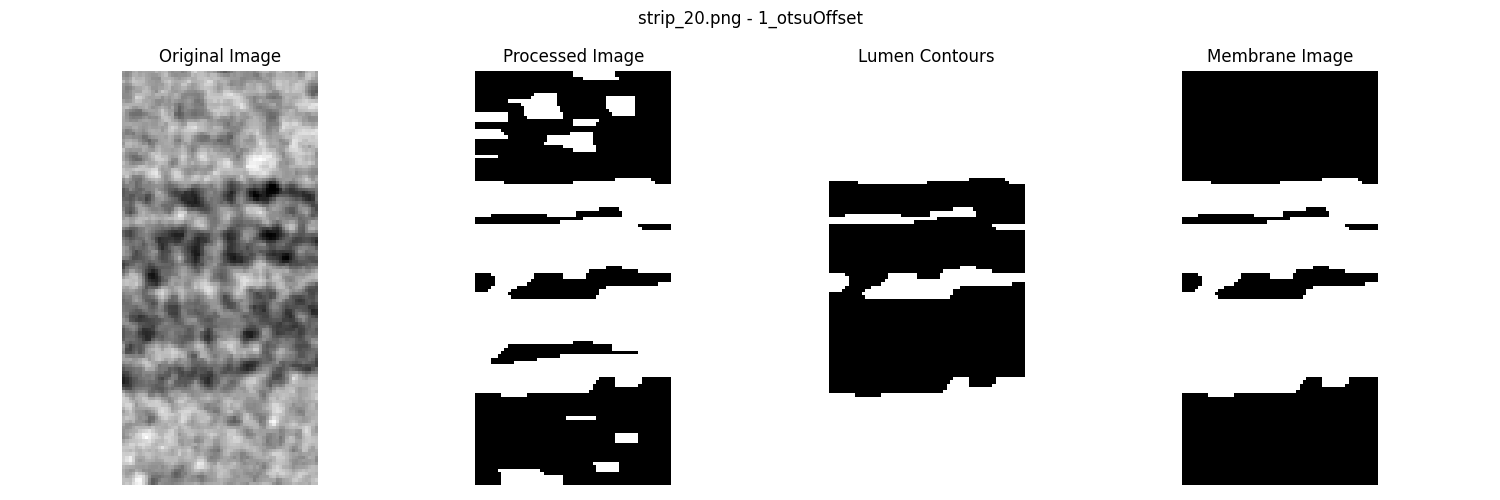 strip_20.png - 1_otsuOffset
Original Image
Processed Image
Lumen Contours
Membrane Image